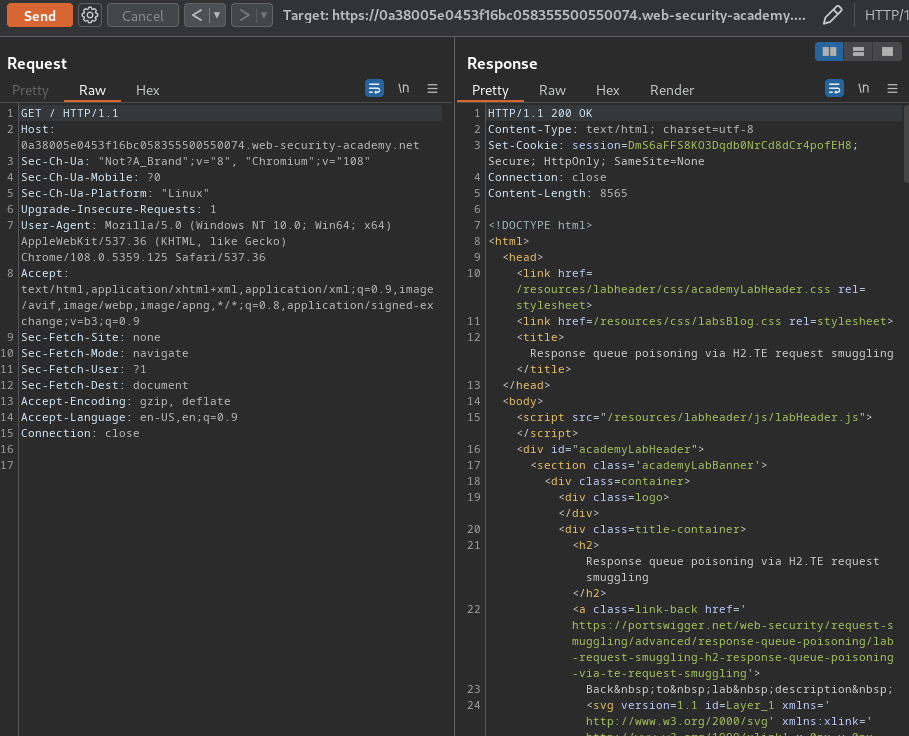 Send Cancel < > Target: https://0a38005e0453f16bc058355500550074.web-security-academy.... HTTP/1
Request
Pretty Raw Hex \n
1 GET / HTTP/1.1
2 Host:
0a38005e0453f16bc058355500550074.web-security-academy.net
3 Sec-Ch-Ua: "Not?A_Brand";v="8", "Chromium";v="108"
4 Sec-Ch-Ua-Mobile: ?0
5 Sec-Ch-Ua-Platform: "Linux"
6 Upgrade-Insecure-Requests: 1
7 User-Agent: Mozilla/5.0 (Windows NT 10.0; Win64; x64)
AppleWebKit/537.36 (KHTML, like Gecko)
Chrome/108.0.5359.125 Safari/537.36
8 Accept:
text/html,application/xhtml+xml,application/xml;q=0.9,image
/avif,image/webp,image/apng,*/*;q=0.8,application/signed-ex
change;v=b3;q=0.9
9 Sec-Fetch-Site: none
10 Sec-Fetch-Mode: navigate
11 Sec-Fetch-User: ?1
12 Sec-Fetch-Dest: document
13 Accept-Encoding: gzip, deflate
14 Accept-Language: en-US,en;q=0.9
15 Connection: close
16
17
Response
Pretty Raw Hex Render \n
1 HTTP/1.1 200 OK
2 Content-Type: text/html; charset=utf-8
3 Set-Cookie: session=DmS6aFFS8KO3Dqdb0NrCd8dCr4pofEH8;
Secure; HttpOnly; SameSite=None
4 Connection: close
5 Content-Length: 8565
6
7 <!DOCTYPE html>
8 <html>
9 <head>
10 <link href=
/resources/labheader/css/academyLabHeader.css rel=
stylesheet>
11 <link href=/resources/css/labsBlog.css rel=stylesheet>
12 <title>
Response queue poisoning via H2.TE request smuggling
</title>
13 </head>
14 <body>
15 <script src="/resources/labheader/js/labHeader.js">
</script>
16 <div id="academyLabHeader">
17 <section class='academyLabBanner'>
18 <div class=container>
19 <div class=logo>
</div>
20 <div class=title-container>
21 <h2>
Response queue poisoning via H2.TE request
smuggling
</h2>
22 <a class=link-back href='
https://portswigger.net/web-security/request-s
muggling/advanced/response-queue-poisoning/lab
-request-smuggling-h2-response-queue-poisoning
-via-te-request-smuggling'>
23 Back&nbsp;to&nbsp;lab&nbsp;description&nbsp;
24 <svg version=1.1 id=Layer_1 xmlns='
http://www.w3.org/2000/svg' xmlns:xlink='